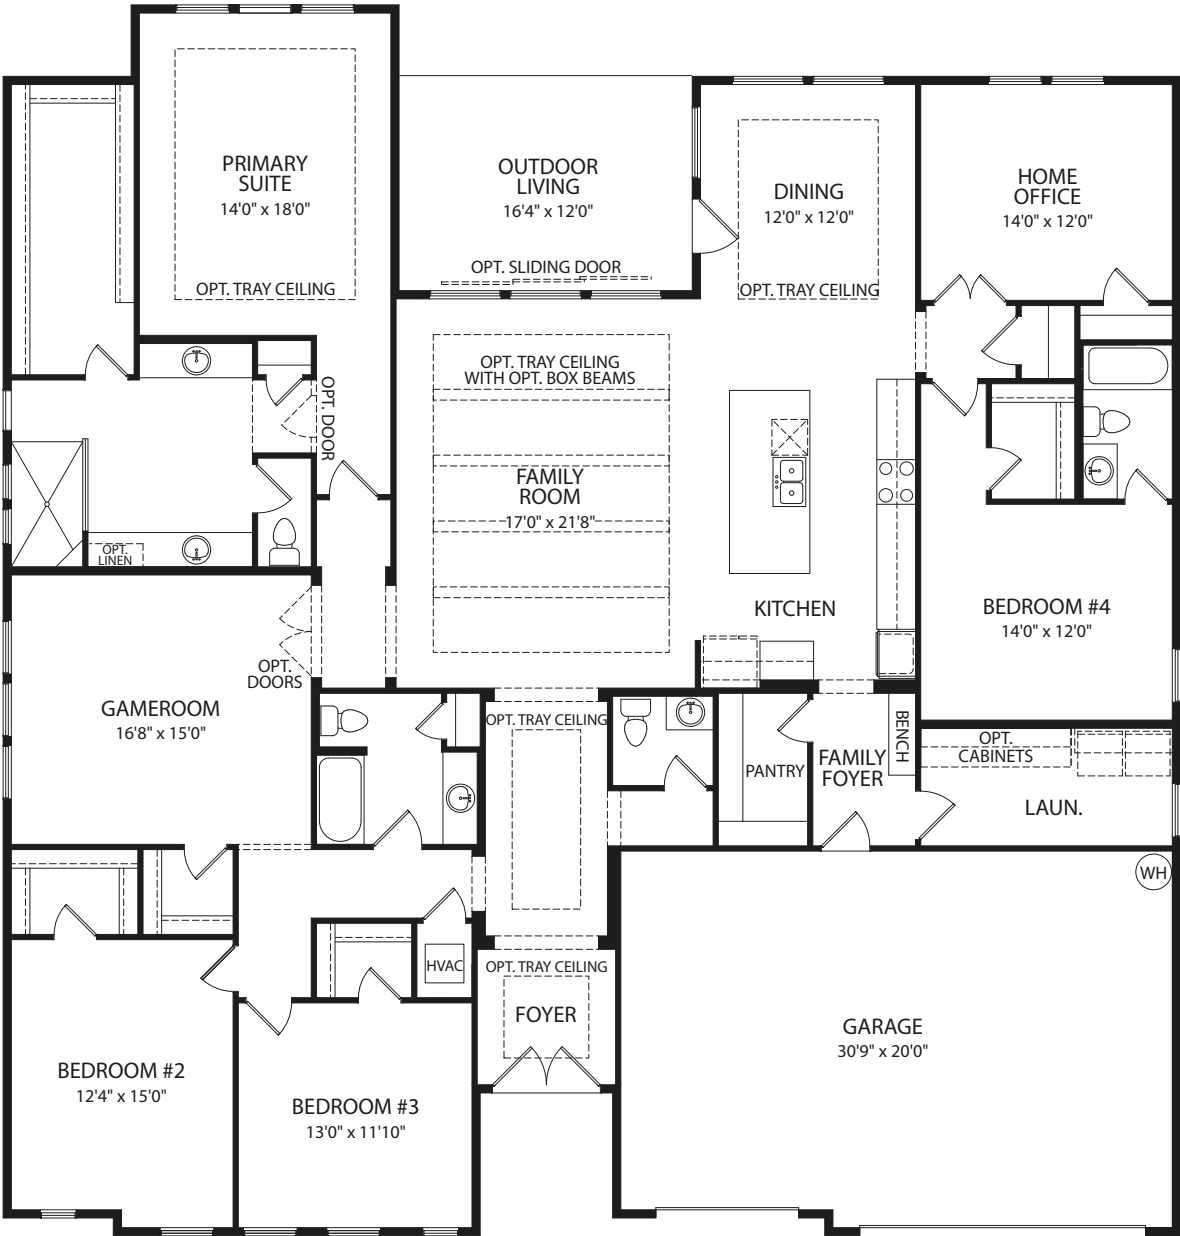 PRIMARY
SUITE
14'0" x 18'0"
OPT. TRAY CEILING
OUTDOOR
LIVING
16'4" x 12'0"
OPT. SLIDING DOOR
DINING
12'0" x 12'0"
OPT. TRAY CEILING
HOME
OFFICE
14'0" x 12'0"
OPT. TRAY CEILING
WITH OPT. BOX BEAMS
OPT. DOOR
FAMILY
ROOM
17'0" x 21'8"
OPT.
LINEN
KITCHEN
BEDROOM #4
14'0" x 12'0"
OPT.
DOORS
GAMEROOM
16'8" x 15'0"
OPT. TRAY CEILING
PANTRY
FAMILY
FOYER
BENCH
OPT.
CABINETS
LAUN.
WH
HVAC
OPT. TRAY CEILING
FOYER
GARAGE
30'9" x 20'0"
BEDROOM #2
12'4" x 15'0"
BEDROOM #3
13'0" x 11'10"